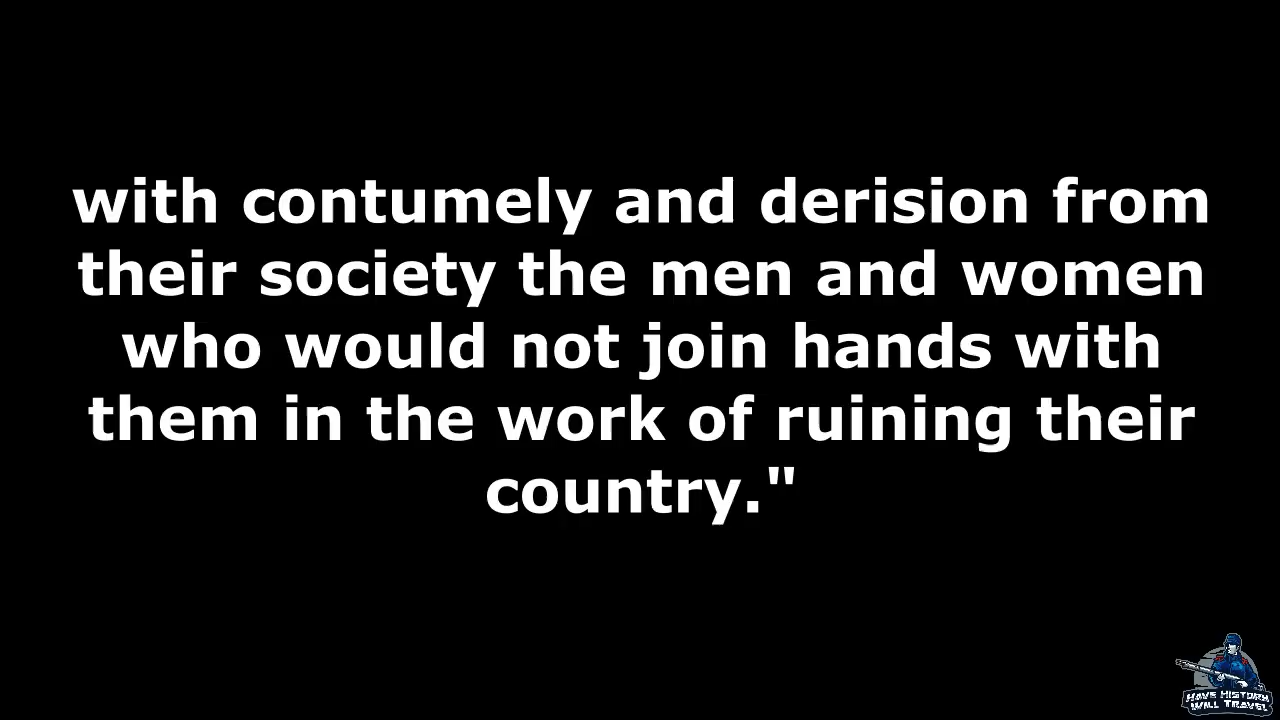 with contumely and derision from
their society the men and women
who would not join hands with
them in the work of ruining their
country."
HAVE HISTORY
WILL TRAVEL